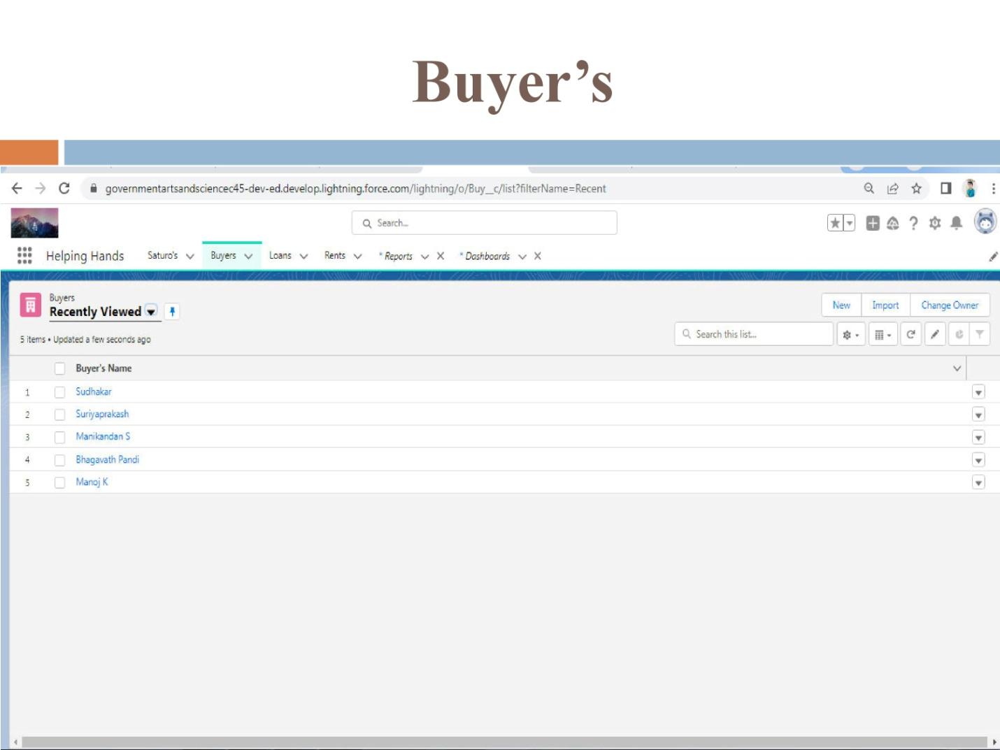 Buyer’s
governmentartsandsciencec45-dev-ed.develop.lightning.force.com/lightning/o/Buy__c/list?filterName=Recent
Search...
Helping Hands Saturo's Buyers Loans Rents * Reports * Dashboards
Buyers
Recently Viewed
New Import Change Owner
5 items • Updated a few seconds ago
Search this list...
Buyer's Name
1 Sudhakar
2 Suriyaprakash
3 Manikandan S
4 Bhagavath Pandi
5 Manoj K